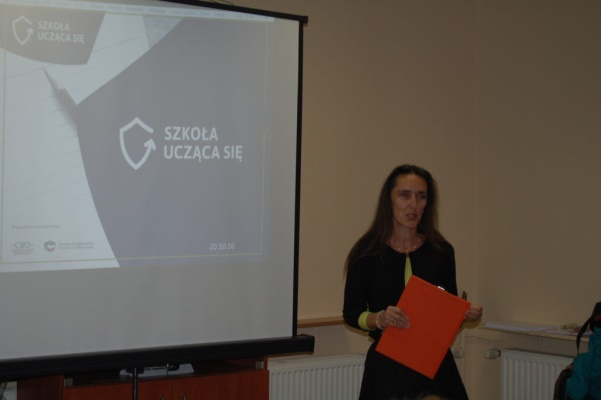 SZKOŁA
UCZĄCA SIĘ
SZKOŁA
UCZĄCA SIĘ
20.10.16